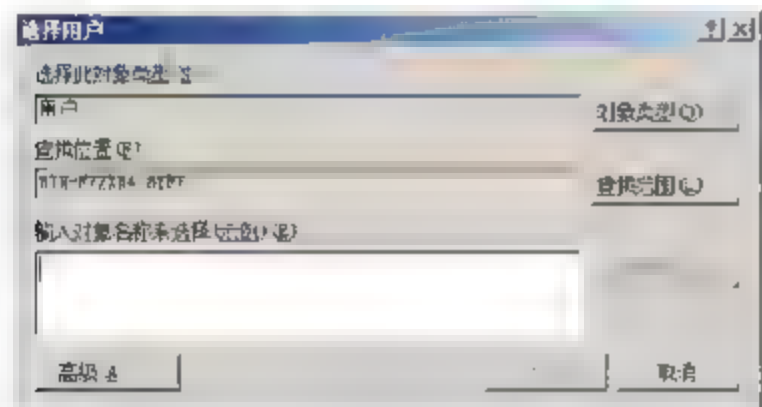 选择用户
选择此对象类型
用户
对象类型(O)
查找位置(F)
查找范围(L)
输入对象名称来选择(示例)(E)
高级
取消